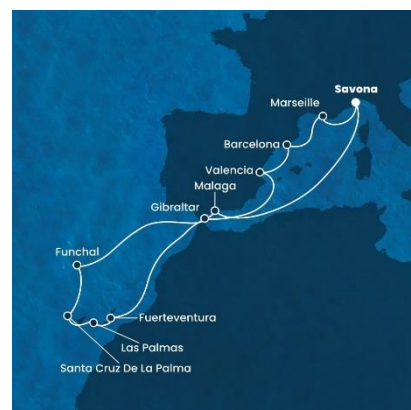 Savona
Marseille
Barcelona
Valencia
Malaga
Gibraltar
Funchal
Fuerteventura
Las Palmas
Santa Cruz De La Palma